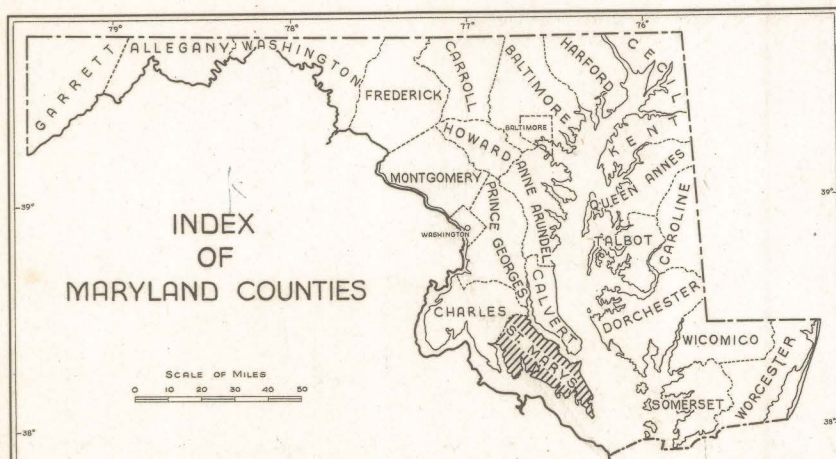 79° 78° 77° 76°
GARRETT
ALLEGANY
WASHINGTON
FREDERICK
CARROLL
BALTIMORE
HARFORD
CECIL
BALTIMORE
KENT
HOWARD
MONTGOMERY
ANNE ARUNDEL
QUEEN ANNES
39° 39°
PRINCE GEORGES
WASHINGTON
TALBOT
CAROLINE
INDEX
OF
MARYLAND COUNTIES
CALVERT
CHARLES
DORCHESTER
ST. MARYS
WICOMICO
WORCESTER
SOMERSET
SCALE OF MILES
0 10 20 30 40 50
38° 38°